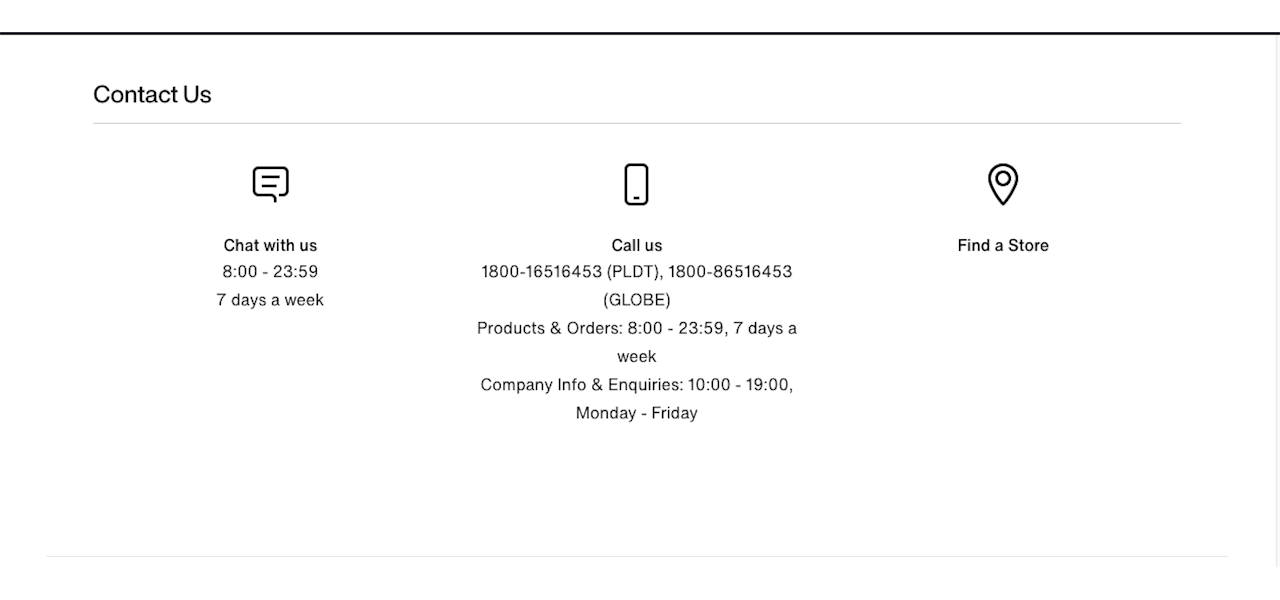 Contact Us
Chat with us
8:00 - 23:59
7 days a week
Call us
1800-16516453 (PLDT), 1800-86516453
(GLOBE)
Products & Orders: 8:00 - 23:59, 7 days a
week
Company Info & Enquiries: 10:00 - 19:00,
Monday - Friday
Find a Store